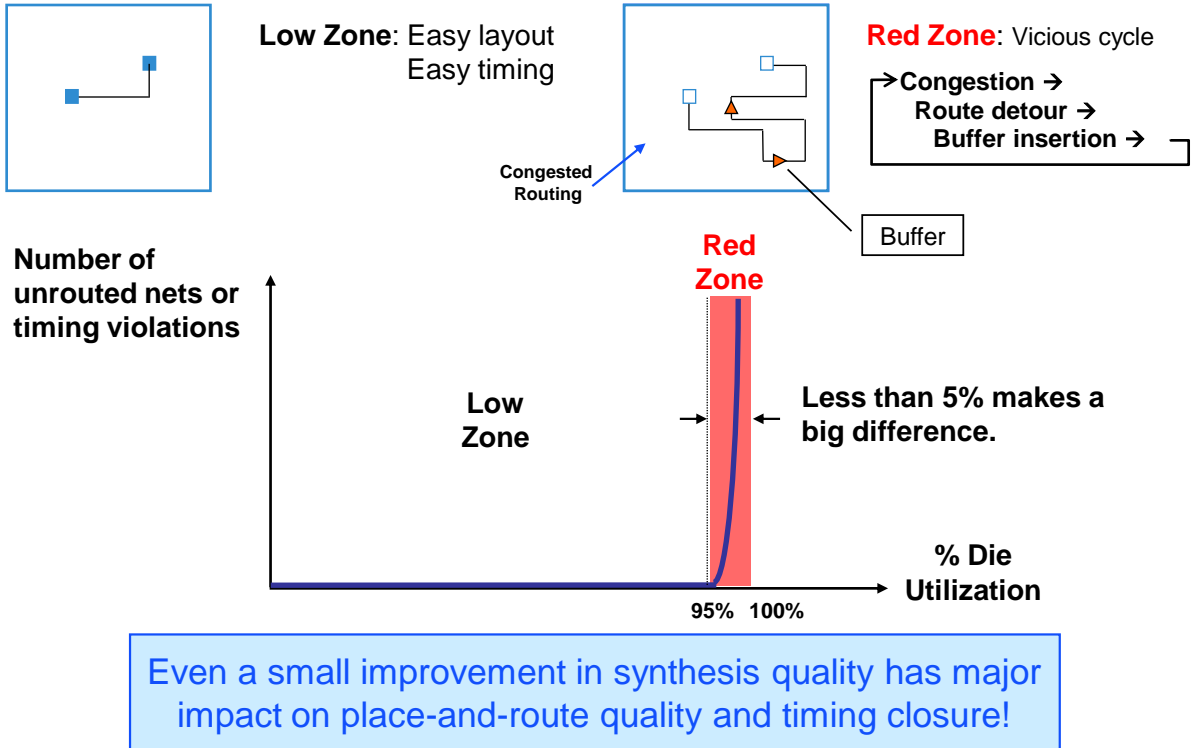 Low Zone: Easy layout
Easy timing
Red Zone: Vicious cycle
Congestion →
Route detour →
Buffer insertion →
Congested
Routing
Buffer
Number of
unrouted nets or
timing violations
Red
Zone
Low
Zone
Less than 5% makes a
big difference.
% Die
Utilization
95% 100%
Even a small improvement in synthesis quality has major
impact on place-and-route quality and timing closure!